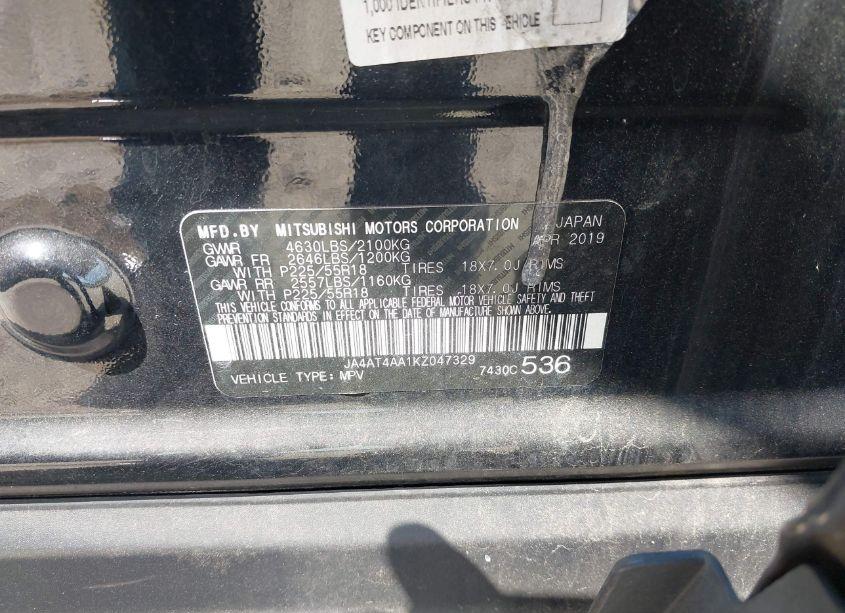 KEY COMPONENT ON THIS VEHICLE
MFD.BY MITSUBISHI MOTORS CORPORATION JAPAN
GVWR 4630LBS/2100KG APR 2019
GAWR FR 2646LBS/1200KG
WITH P225/55R18 TIRES 18X7.0J RIMS
GAWR RR 2557LBS/1160KG
WITH P225/55R18 TIRES 18X7.0J RIMS
THIS VEHICLE CONFORMS TO ALL APPLICABLE FEDERAL MOTOR VEHICLE SAFETY AND THEFT
PREVENTION STANDARDS IN EFFECT ON THE DATE OF MANUFACTURE SHOWN ABOVE.
JA4AT4AA1KZ047329
VEHICLE TYPE: MPV 7430C 536